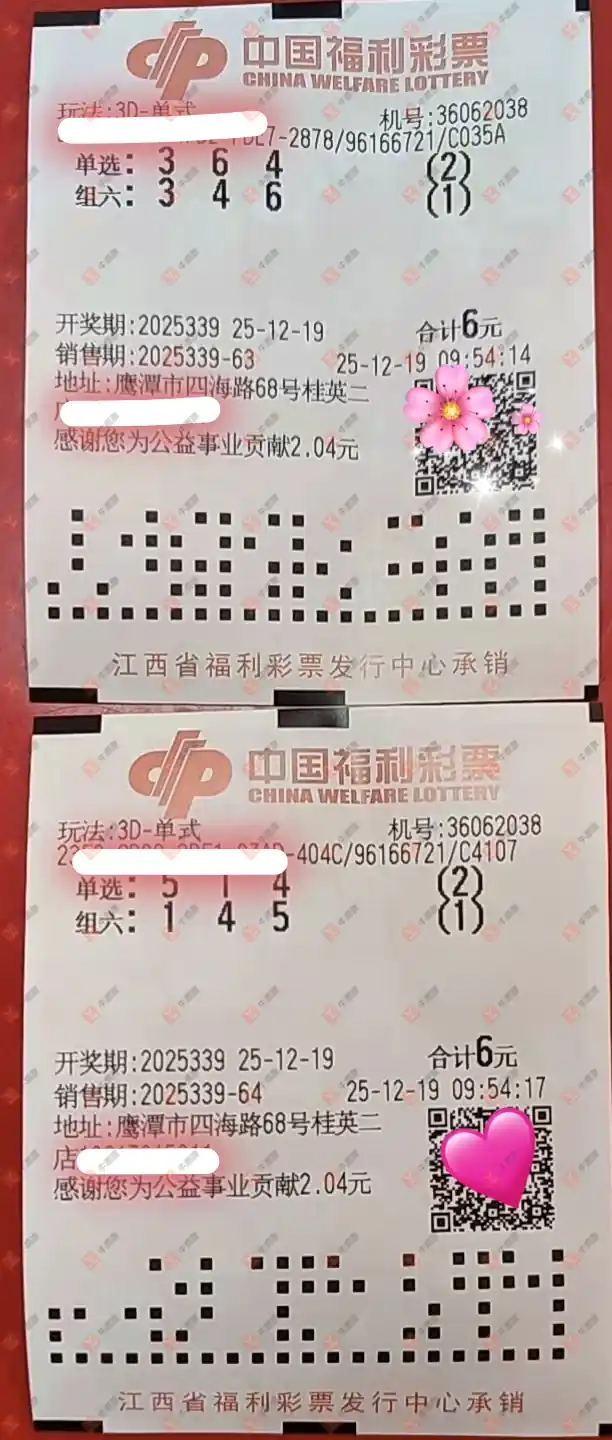 中国福利彩票
CHINA WELFARE LOTTERY
玩法:3D-单式 机号:36062038
-2878/96166721/C035A
单选: 3 6 4 (2)
组六: 3 4 6 (1)
开奖期:2025339 25-12-19 合计6元
销售期:2025339-63 25-12-19 09:54:14
地址:鹰潭市四海路68号桂英二
感谢您为公益事业贡献2.04元
江西省福利彩票发行中心承销
中国福利彩票
CHINA WELFARE LOTTERY
玩法:3D-单式 机号:36062038
-404C/96166721/C4107
单选: 5 1 4 (2)
组六: 1 4 5 (1)
开奖期:2025339 25-12-19 合计6元
销售期:2025339-64 25-12-19 09:54:17
地址:鹰潭市四海路68号桂英二
店
感谢您为公益事业贡献2.04元
江西省福利彩票发行中心承销